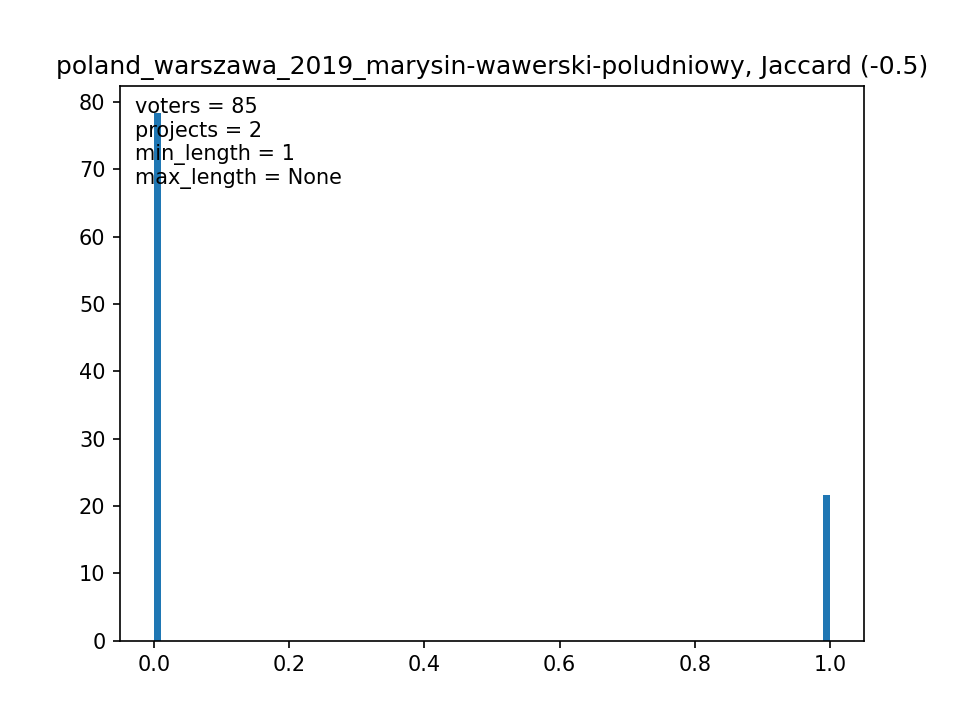 poland_warszawa_2019_marysin-wawerski-poludniowy, Jaccard (-0.5)
voters = 85
projects = 2
min_length = 1
max_length = None
80
70
60
50
40
30
20
10
0
0.0 0.2 0.4 0.6 0.8 1.0